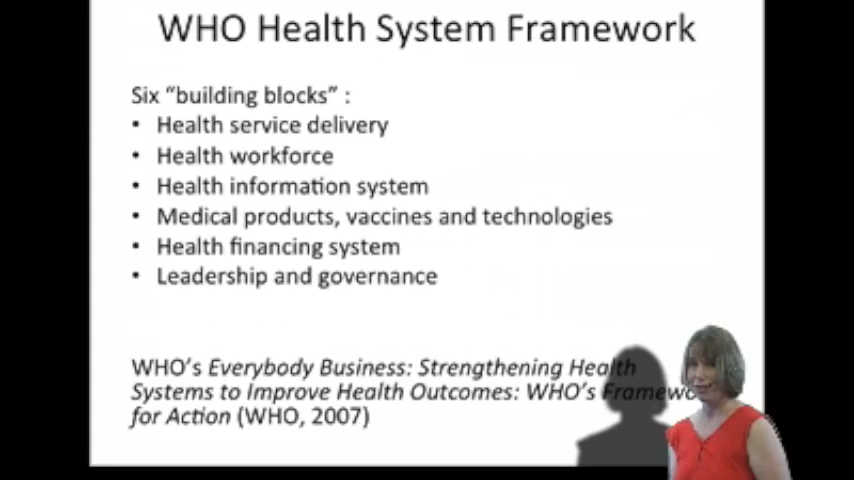 WHO Health System Framework
Six “building blocks” :
• Health service delivery
• Health workforce
• Health information system
• Medical products, vaccines and technologies
• Health financing system
• Leadership and governance
WHO’s Everybody Business: Strengthening Health
Systems to Improve Health Outcomes: WHO’s
for Action (WHO, 2007)